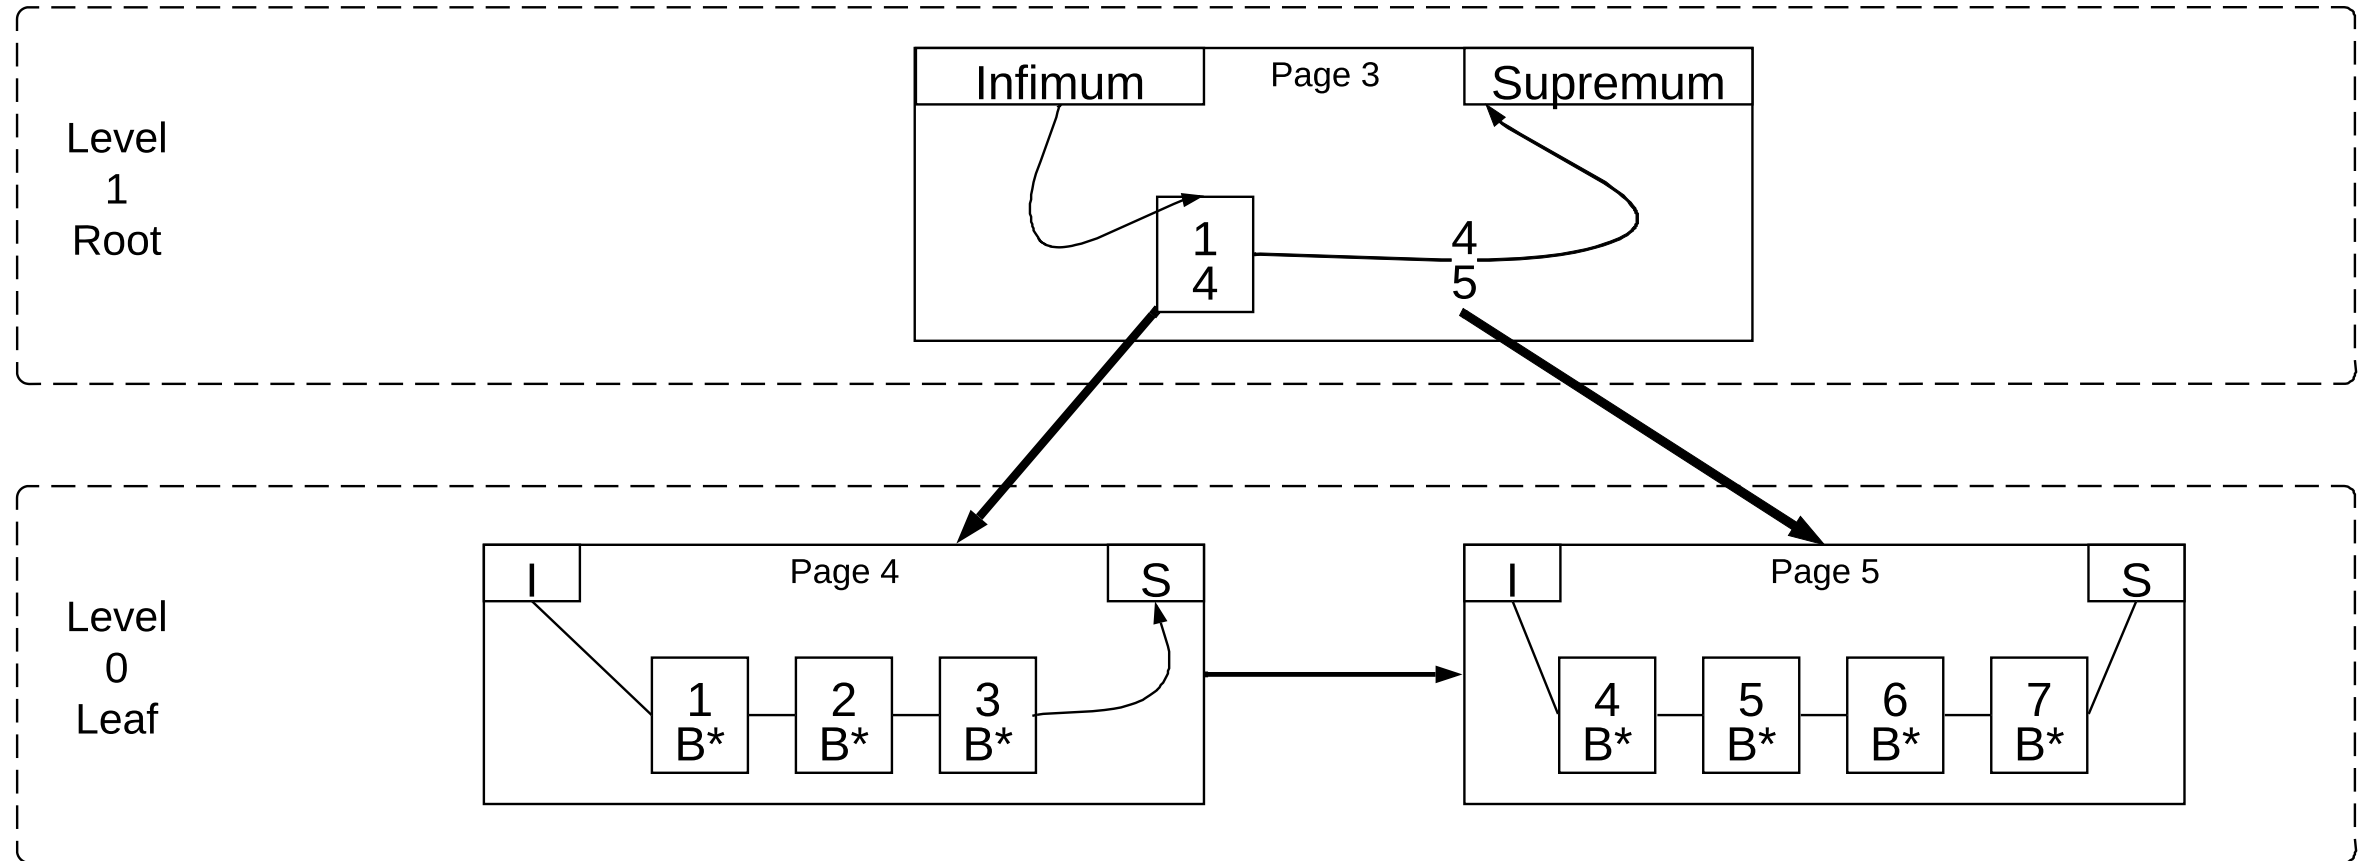 Level
1
Root
Infimum
Page 3
Supremum
1
4
4
5
Level
0
Leaf
I
Page 4
S
1
B*
2
B*
3
B*
I
Page 5
S
4
B*
5
B*
6
B*
7
B*